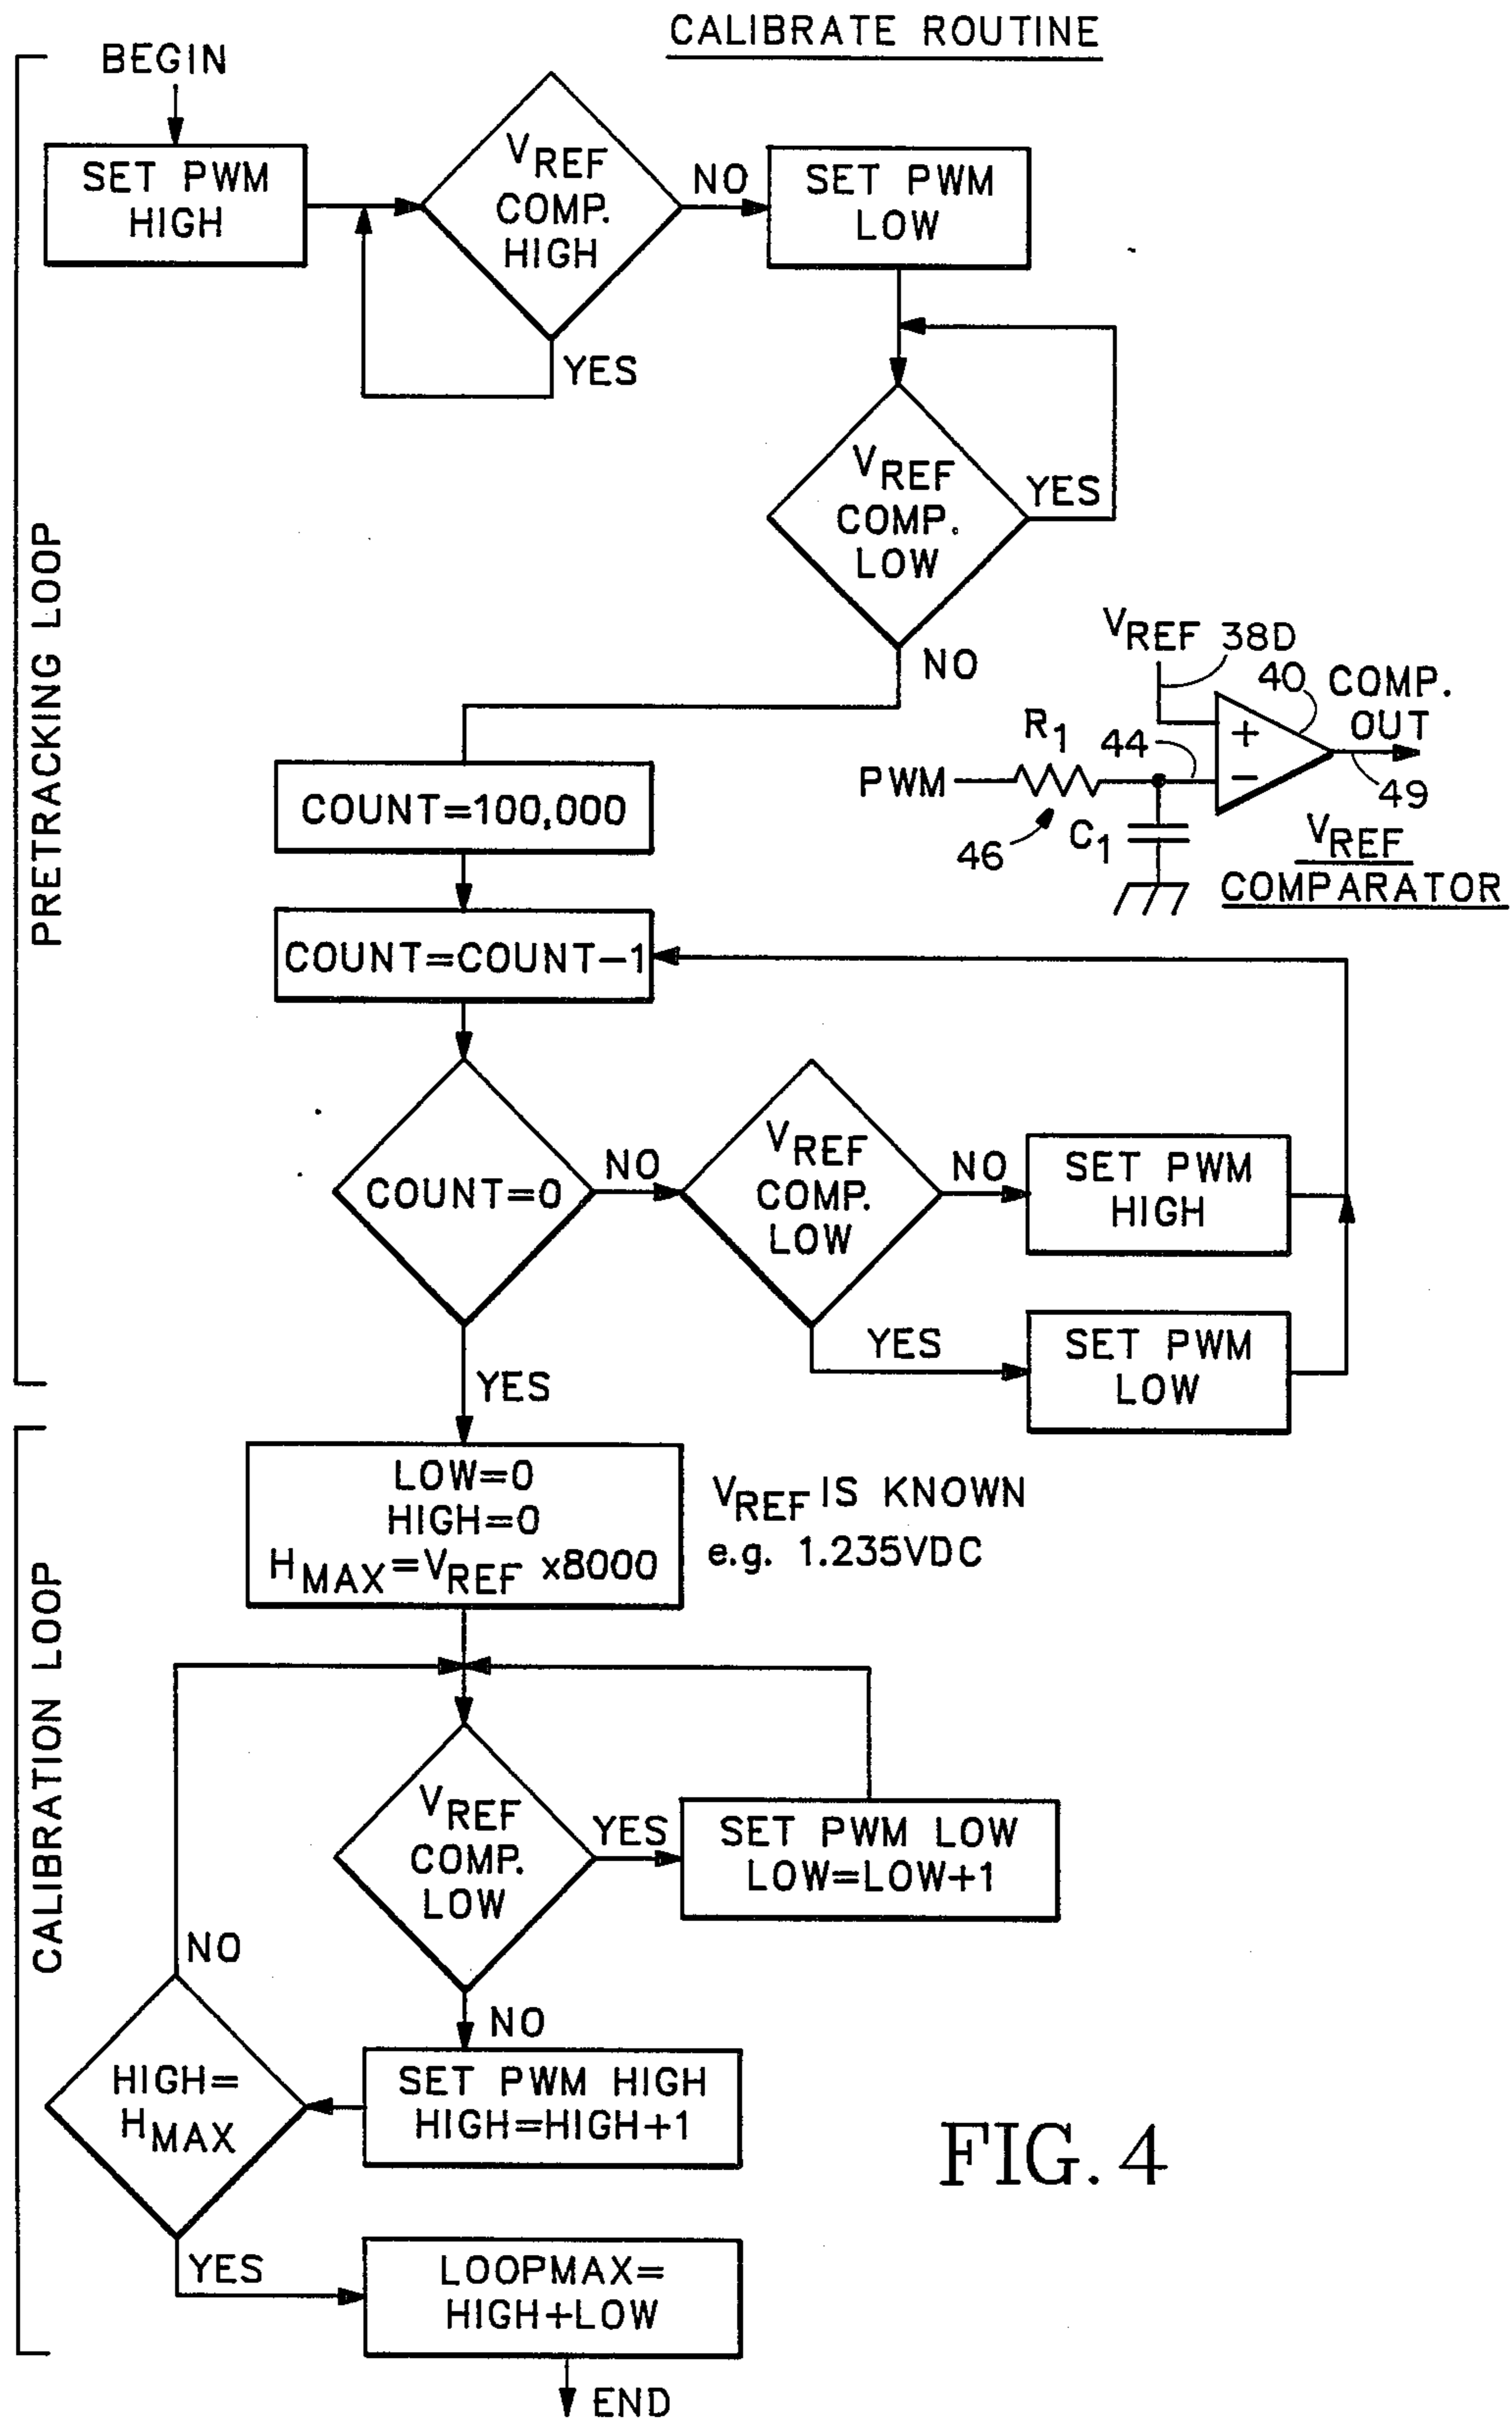 CALIBRATE ROUTINE
BEGIN
SET PWM
HIGH
VREF
COMP.
HIGH
NO
YES
SET PWM
LOW
VREF
COMP.
LOW
YES
NO
PRETRACKING LOOP
VREF 38D
40 COMP.
OUT
R1 44
PWM
46
C1
49
VREF
COMPARATOR
COUNT=100,000
COUNT=COUNT-1
COUNT=0
NO
VREF
COMP.
LOW
NO
SET PWM
HIGH
YES
SET PWM
LOW
YES
LOW=0
HIGH=0
HMAX=VREF x8000
VREF IS KNOWN
e.g. 1.235VDC
CALIBRATION LOOP
VREF
COMP.
LOW
YES
SET PWM LOW
LOW=LOW+1
NO
NO
SET PWM HIGH
HIGH=HIGH+1
HIGH=
HMAX
YES
LOOPMAX=
HIGH+LOW
END
FIG. 4